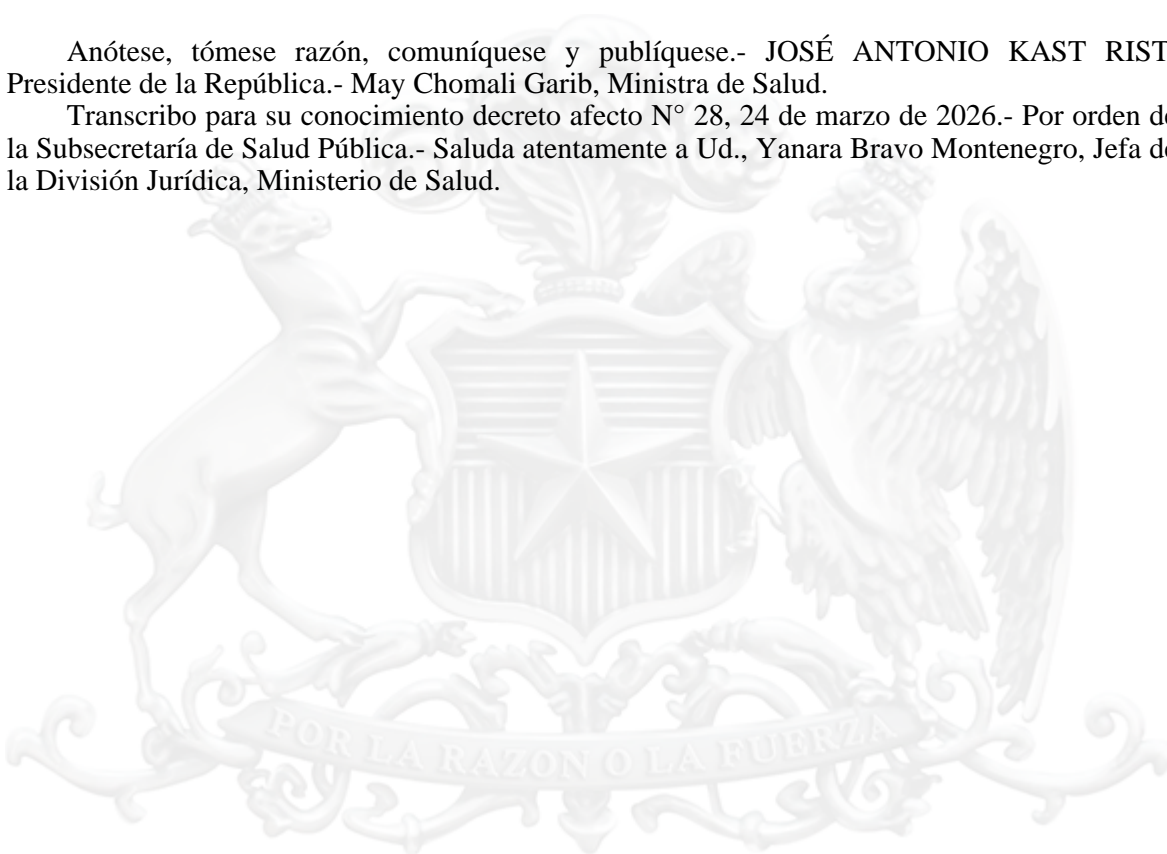 Anótese, tómese razón, comuníquese y publíquese.- JOSÉ ANTONIO KAST RIST
Presidente de la República.- May Chomali Garib, Ministra de Salud.
Transcribo para su conocimiento decreto afecto N° 28, 24 de marzo de 2026.- Por orden de
la Subsecretaría de Salud Pública.- Saluda atentamente a Ud., Yanara Bravo Montenegro, Jefa de
la División Jurídica, Ministerio de Salud.
POR LA RAZON O LA FUERZA